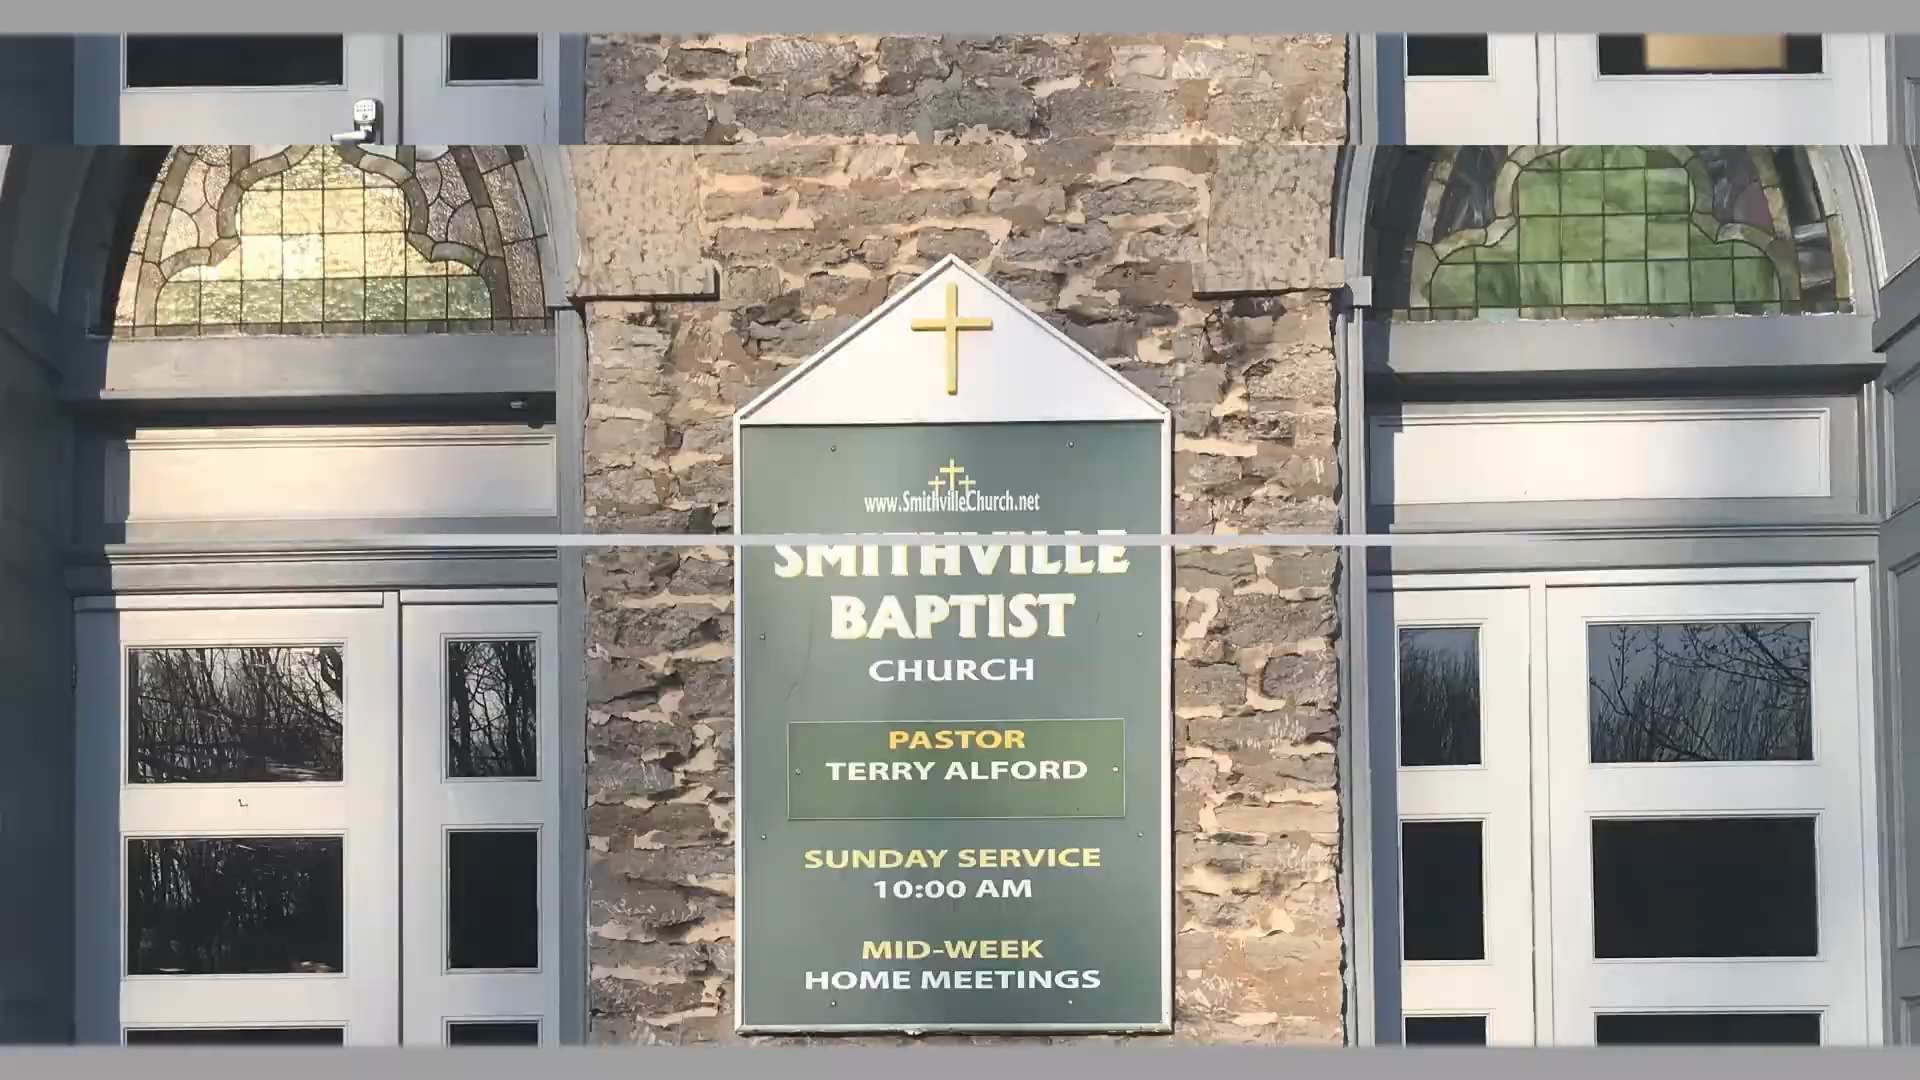 www.SmithvilleChurch.net
SMITHVILLE
BAPTIST
CHURCH
PASTOR
TERRY ALFORD
SUNDAY SERVICE
10:00 AM
MID-WEEK
HOME MEETINGS